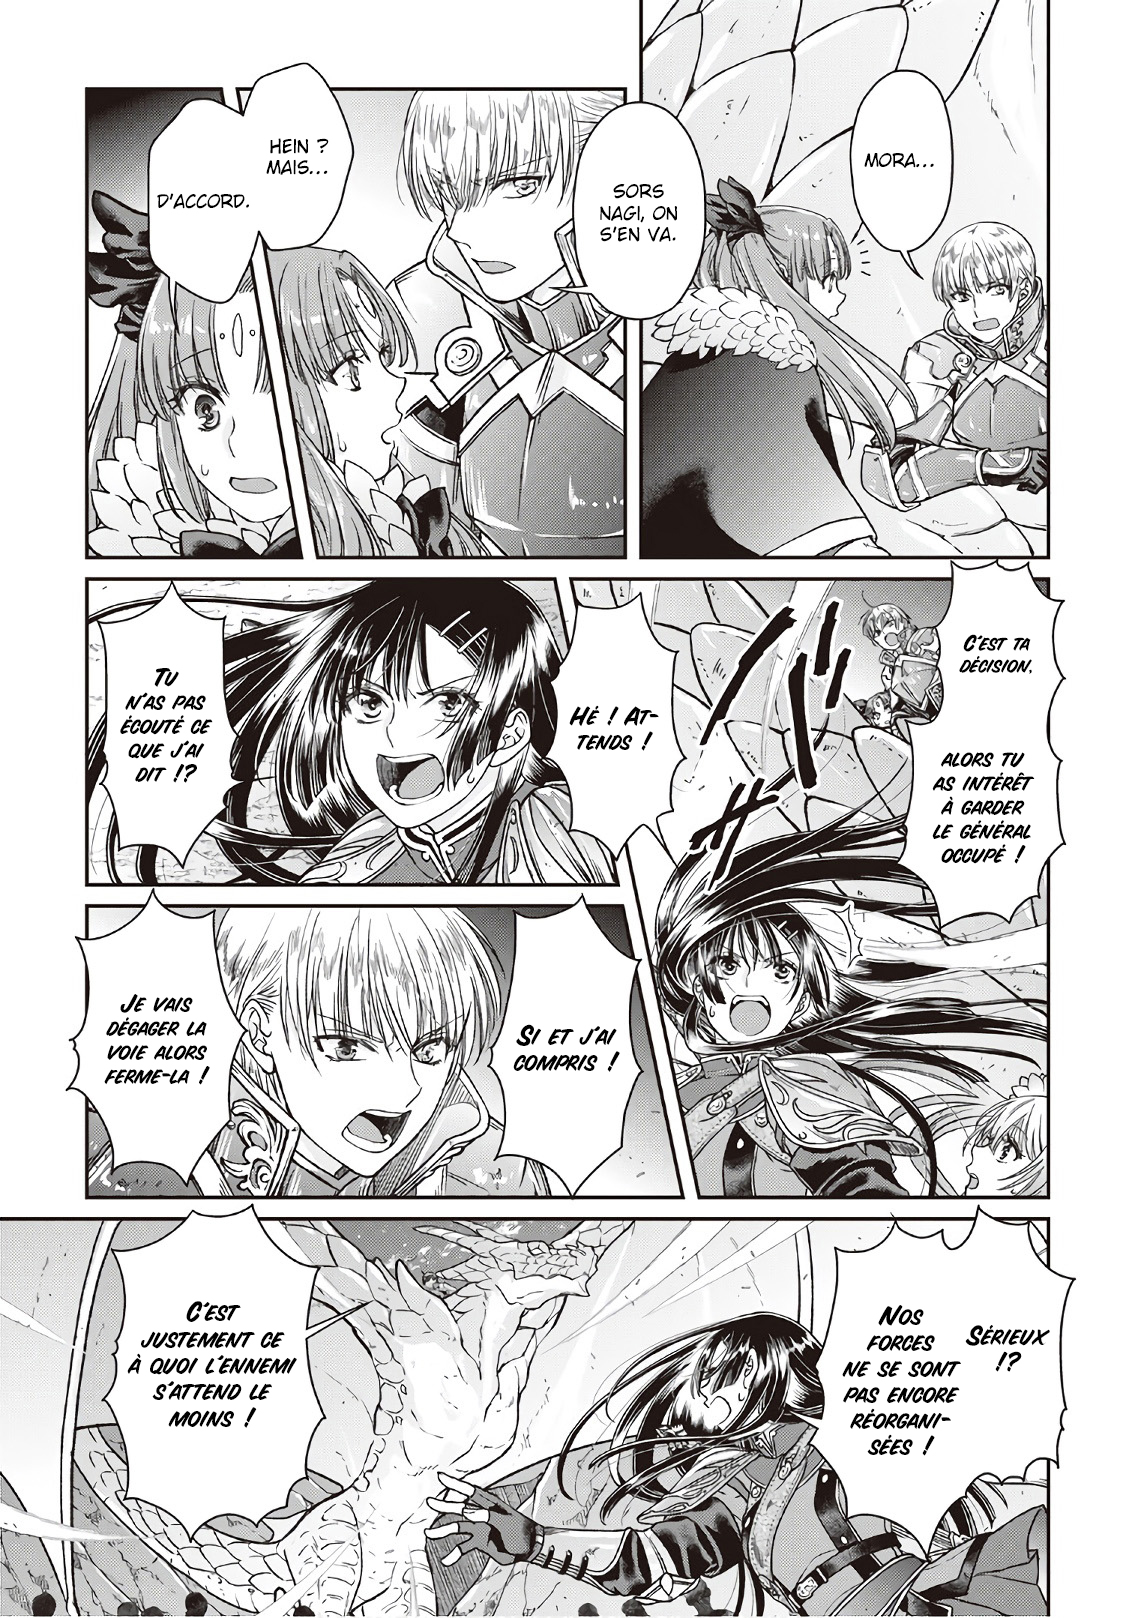 MORA...
SORS
NAGI, ON
S'EN VA.
HEIN ?
MAIS...
D'ACCORD.
C'EST TA
DÉCISION,
ALORS TU
AS INTÉRÊT
À GARDER
LE GÉNÉRAL
OCCUPÉ !
HÉ ! AT-
TENDS !
TU
N'AS PAS
ÉCOUTÉ CE
QUE J'AI
DIT !?
SI ET J'AI
COMPRIS !
JE VAIS
DÉGAGER LA
VOIE ALORS
FERME-LA !
SÉRIEUX
!?
NOS
FORCES
NE SE SONT
PAS ENCORE
RÉORGANI-
SÉES !
C'EST
JUSTEMENT CE
À QUOI L'ENNEMI
S'ATTEND LE
MOINS !